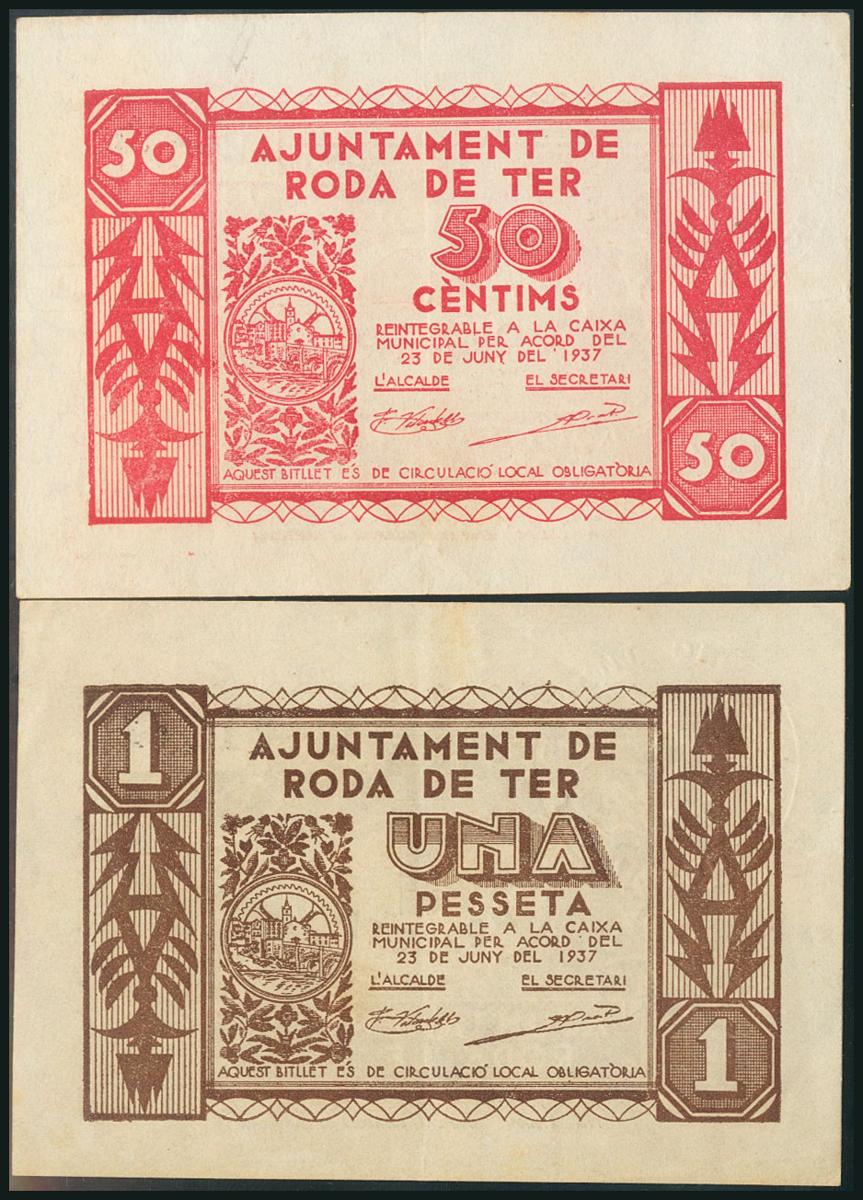 50
AJUNTAMENT DE
RODA DE TER
50
CÈNTIMS
REINTEGRABLE A LA CAIXA
MUNICIPAL PER ACORD DEL
23 DE JUNY DEL 1937
L'ALCALDE EL SECRETARI
AQUEST BITLLET ÉS DE CIRCULACIÓ LOCAL OBLIGATÒRIA
50
1
AJUNTAMENT DE
RODA DE TER
UNA
PESSETA
REINTEGRABLE A LA CAIXA
MUNICIPAL PER ACORD DEL
23 DE JUNY DEL 1937
L'ALCALDE EL SECRETARI
AQUEST BITLLET ÉS DE CIRCULACIÓ LOCAL OBLIGATÒRIA
1